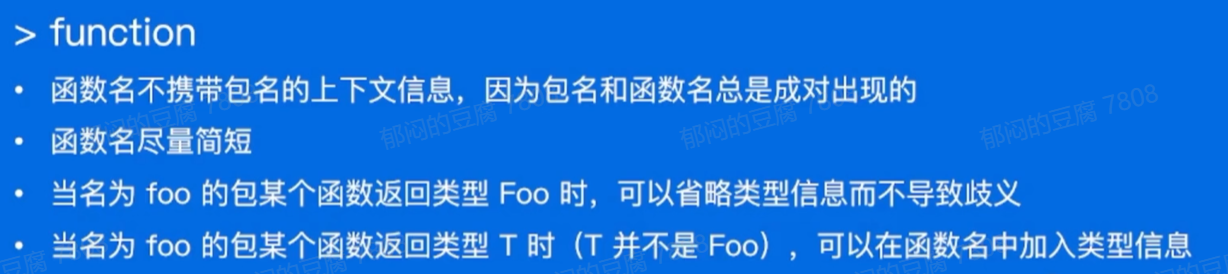 > function
• 函数名不携带包名的上下文信息，因为包名和函数名总是成对出现的
• 函数名尽量简短
• 当名为 foo 的包某个函数返回类型 Foo 时，可以省略类型信息而不导致歧义
• 当名为 foo 的包某个函数返回类型 T 时（T 并不是 Foo），可以在函数名中加入类型信息
郁闷的豆腐 7808
郁闷的豆腐 7808
郁闷的豆腐 7808